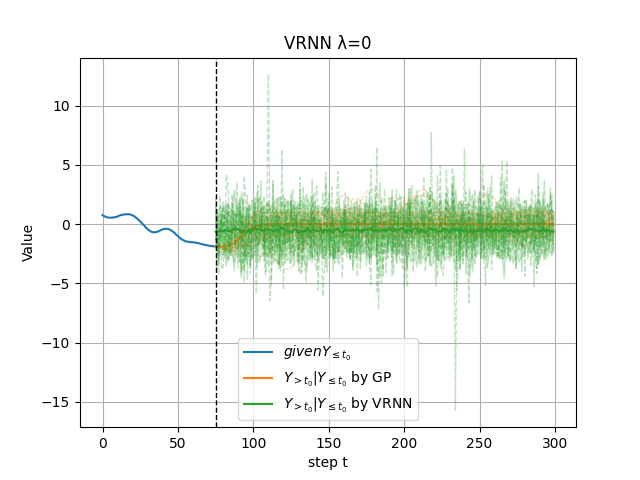 VRNN λ=0
Value
10
5
0
−5
−10
−15
given Y≤t₀
Y>t₀|Y≤t₀ by GP
Y>t₀|Y≤t₀ by VRNN
0 50 100 150 200 250 300
step t